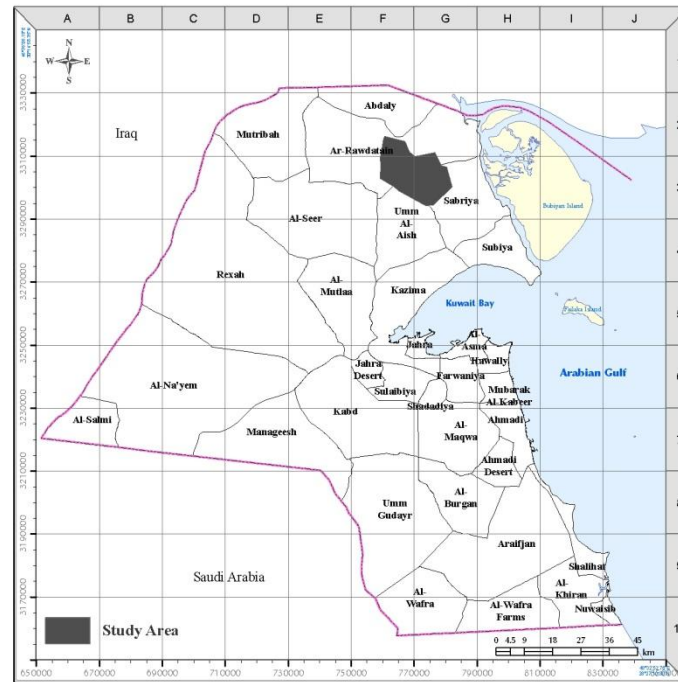 A B C D E F G H I J
3330000
3310000
3290000
3270000
3250000
3230000
3210000
3190000
3170000
N
W E
S
Iraq
Abdaly
Mutribah
Ar-Rawdatain
Sabriya
Bubiyan Island
Al-Seer
Umm
Al-
Aish
Subiya
Rexah
Al-
Mutlaa
Kazima
Kuwait Bay
Failaka Island
Jahra
Al-
Asma
Hawally
Jahra
Desert
Farwaniya
Arabian Gulf
Al-Na'yem
Sulaibiya
Mubarak
Al-Kabeer
Shadadiya
Al-Salmi
Kabd
Ahmadi
Manageesh
Al-
Maqwa
Ahmadi
Desert
Umm
Gudayr
Al-
Burgan
Araifjan
Saudi Arabia
Shalihat
Al-
Khiran
Al-
Wafra
Al-Wafra
Farms
Nuwaisib
Study Area
0 4.5 9 18 27 36 45
km
650000 670000 690000 710000 730000 750000 770000 790000 810000 830000